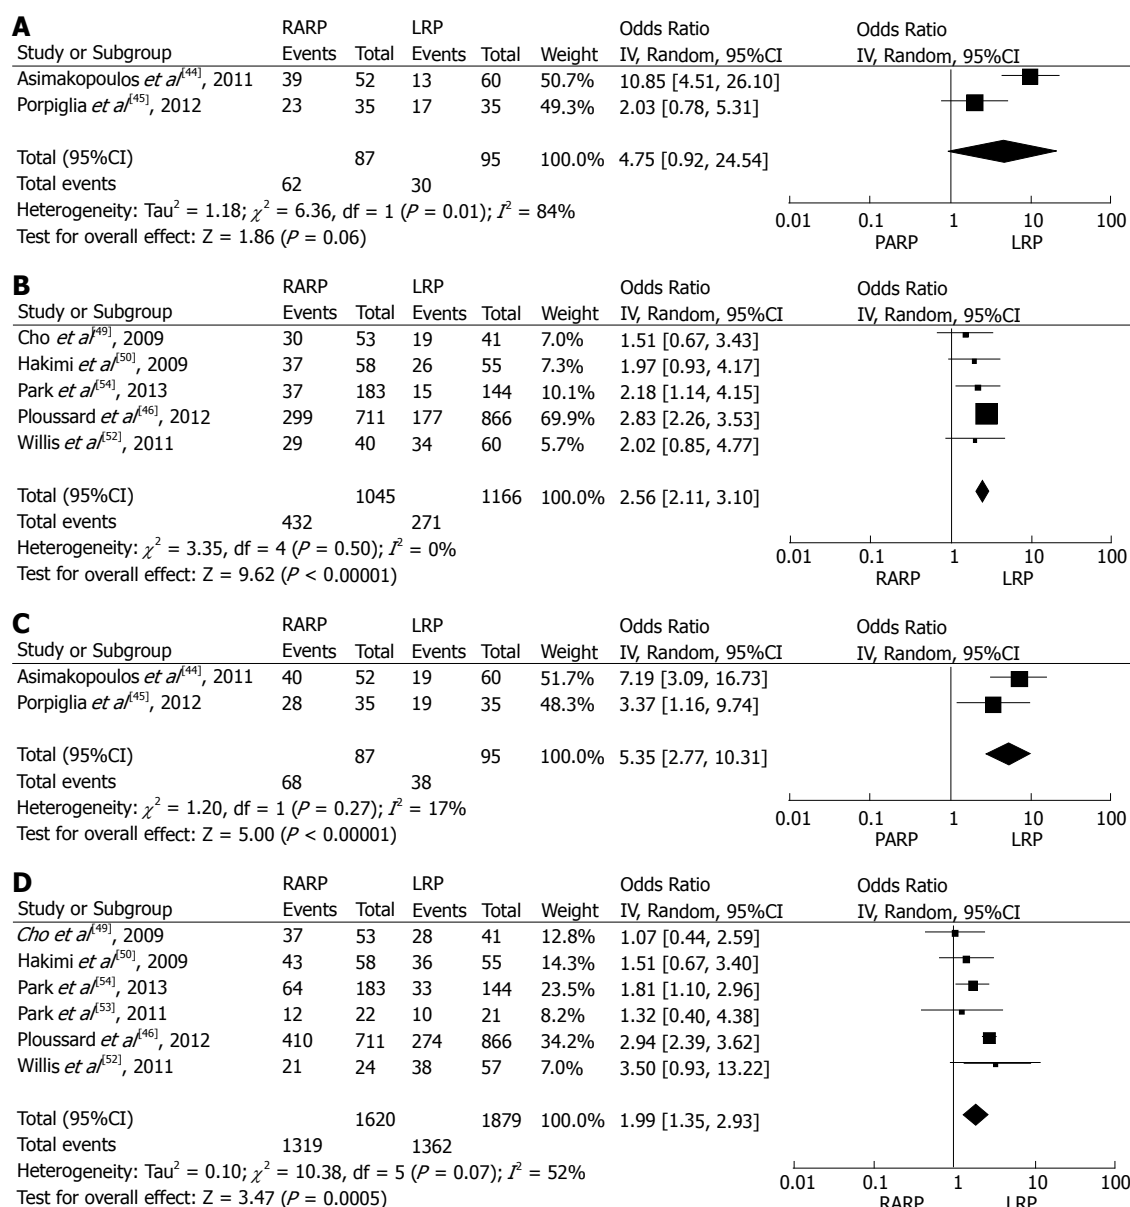 A
RARP LRP Odds Ratio Odds Ratio
Study or Subgroup Events Total Events Total Weight IV, Random, 95%CI IV, Random, 95%CI
Asimakopoulos et al[44], 2011 39 52 13 60 50.7% 10.85 [4.51, 26.10]
Porpiglia et al[45], 2012 23 35 17 35 49.3% 2.03 [0.78, 5.31]
Total (95%CI) 87 95 100.0% 4.75 [0.92, 24.54]
Total events 62 30
Heterogeneity: Tau² = 1.18; χ² = 6.36, df = 1 (P = 0.01); I² = 84%
0.01 0.1 1 10 100
Test for overall effect: Z = 1.86 (P = 0.06)
PARP LRP
B
RARP LRP Odds Ratio Odds Ratio
Study or Subgroup Events Total Events Total Weight IV, Random, 95%CI IV, Random, 95%CI
Cho et al[49], 2009 30 53 19 41 7.0% 1.51 [0.67, 3.43]
Hakimi et al[50], 2009 37 58 26 55 7.3% 1.97 [0.93, 4.17]
Park et al[54], 2013 37 183 15 144 10.1% 2.18 [1.14, 4.15]
Ploussard et al[46], 2012 299 711 177 866 69.9% 2.83 [2.26, 3.53]
Willis et al[52], 2011 29 40 34 60 5.7% 2.02 [0.85, 4.77]
Total (95%CI) 1045 1166 100.0% 2.56 [2.11, 3.10]
Total events 432 271
Heterogeneity: χ² = 3.35, df = 4 (P = 0.50); I² = 0%
0.01 0.1 1 10 100
Test for overall effect: Z = 9.62 (P < 0.00001)
RARP LRP
C
RARP LRP Odds Ratio Odds Ratio
Study or Subgroup Events Total Events Total Weight IV, Random, 95%CI IV, Random, 95%CI
Asimakopoulos et al[44], 2011 40 52 19 60 51.7% 7.19 [3.09, 16.73]
Porpiglia et al[45], 2012 28 35 19 35 48.3% 3.37 [1.16, 9.74]
Total (95%CI) 87 95 100.0% 5.35 [2.77, 10.31]
Total events 68 38
Heterogeneity: χ² = 1.20, df = 1 (P = 0.27); I² = 17%
0.01 0.1 1 10 100
Test for overall effect: Z = 5.00 (P < 0.00001)
PARP LRP
D
RARP LRP Odds Ratio Odds Ratio
Study or Subgroup Events Total Events Total Weight IV, Random, 95%CI IV, Random, 95%CI
Cho et al[49], 2009 37 53 28 41 12.8% 1.07 [0.44, 2.59]
Hakimi et al[50], 2009 43 58 36 55 14.3% 1.51 [0.67, 3.40]
Park et al[54], 2013 64 183 33 144 23.5% 1.81 [1.10, 2.96]
Park et al[53], 2011 12 22 10 21 8.2% 1.32 [0.40, 4.38]
Ploussard et al[46], 2012 410 711 274 866 34.2% 2.94 [2.39, 3.62]
Willis et al[52], 2011 21 24 38 57 7.0% 3.50 [0.93, 13.22]
Total (95%CI) 1620 1879 100.0% 1.99 [1.35, 2.93]
Total events 1319 1362
Heterogeneity: Tau² = 0.10; χ² = 10.38, df = 5 (P = 0.07); I² = 52%
0.01 0.1 1 10 100
Test for overall effect: Z = 3.47 (P = 0.0005)
RARP LRP